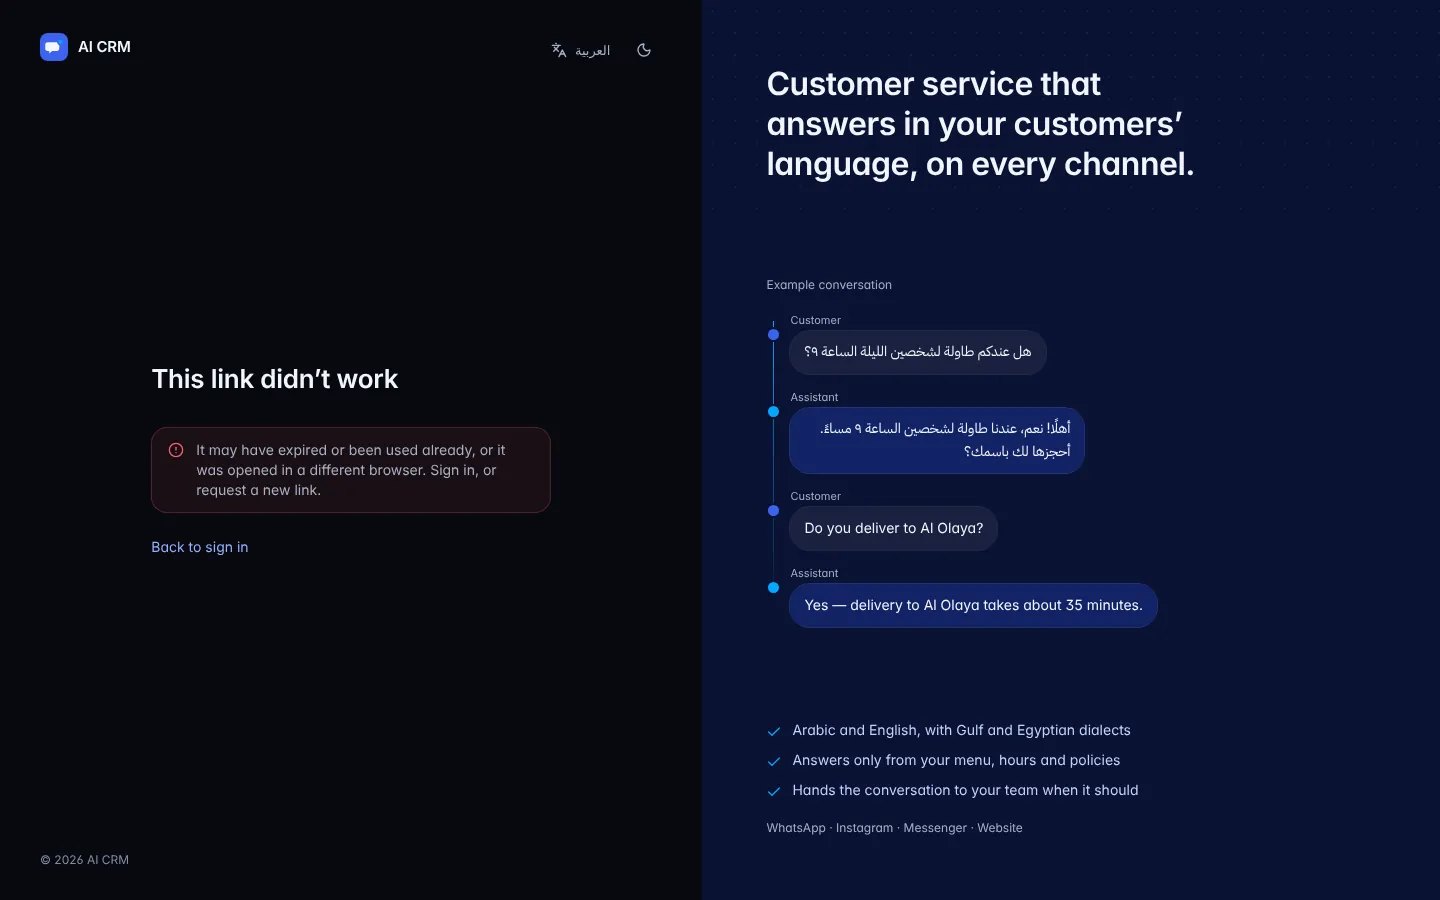 AI CRM
العربية
This link didn’t work
It may have expired or been used already, or it
was opened in a different browser. Sign in, or
request a new link.
Back to sign in
© 2026 AI CRM
Customer service that
answers in your customers’
language, on every channel.
Example conversation
Customer
هل عندكم طاولة لشخصين الليلة الساعة ٩؟
Assistant
أهلًا! نعم، عندنا طاولة لشخصين الساعة ٩ مساءً.
أحجزها لك باسمك؟
Customer
Do you deliver to Al Olaya?
Assistant
Yes — delivery to Al Olaya takes about 35 minutes.
Arabic and English, with Gulf and Egyptian dialects
Answers only from your menu, hours and policies
Hands the conversation to your team when it should
WhatsApp · Instagram · Messenger · Website